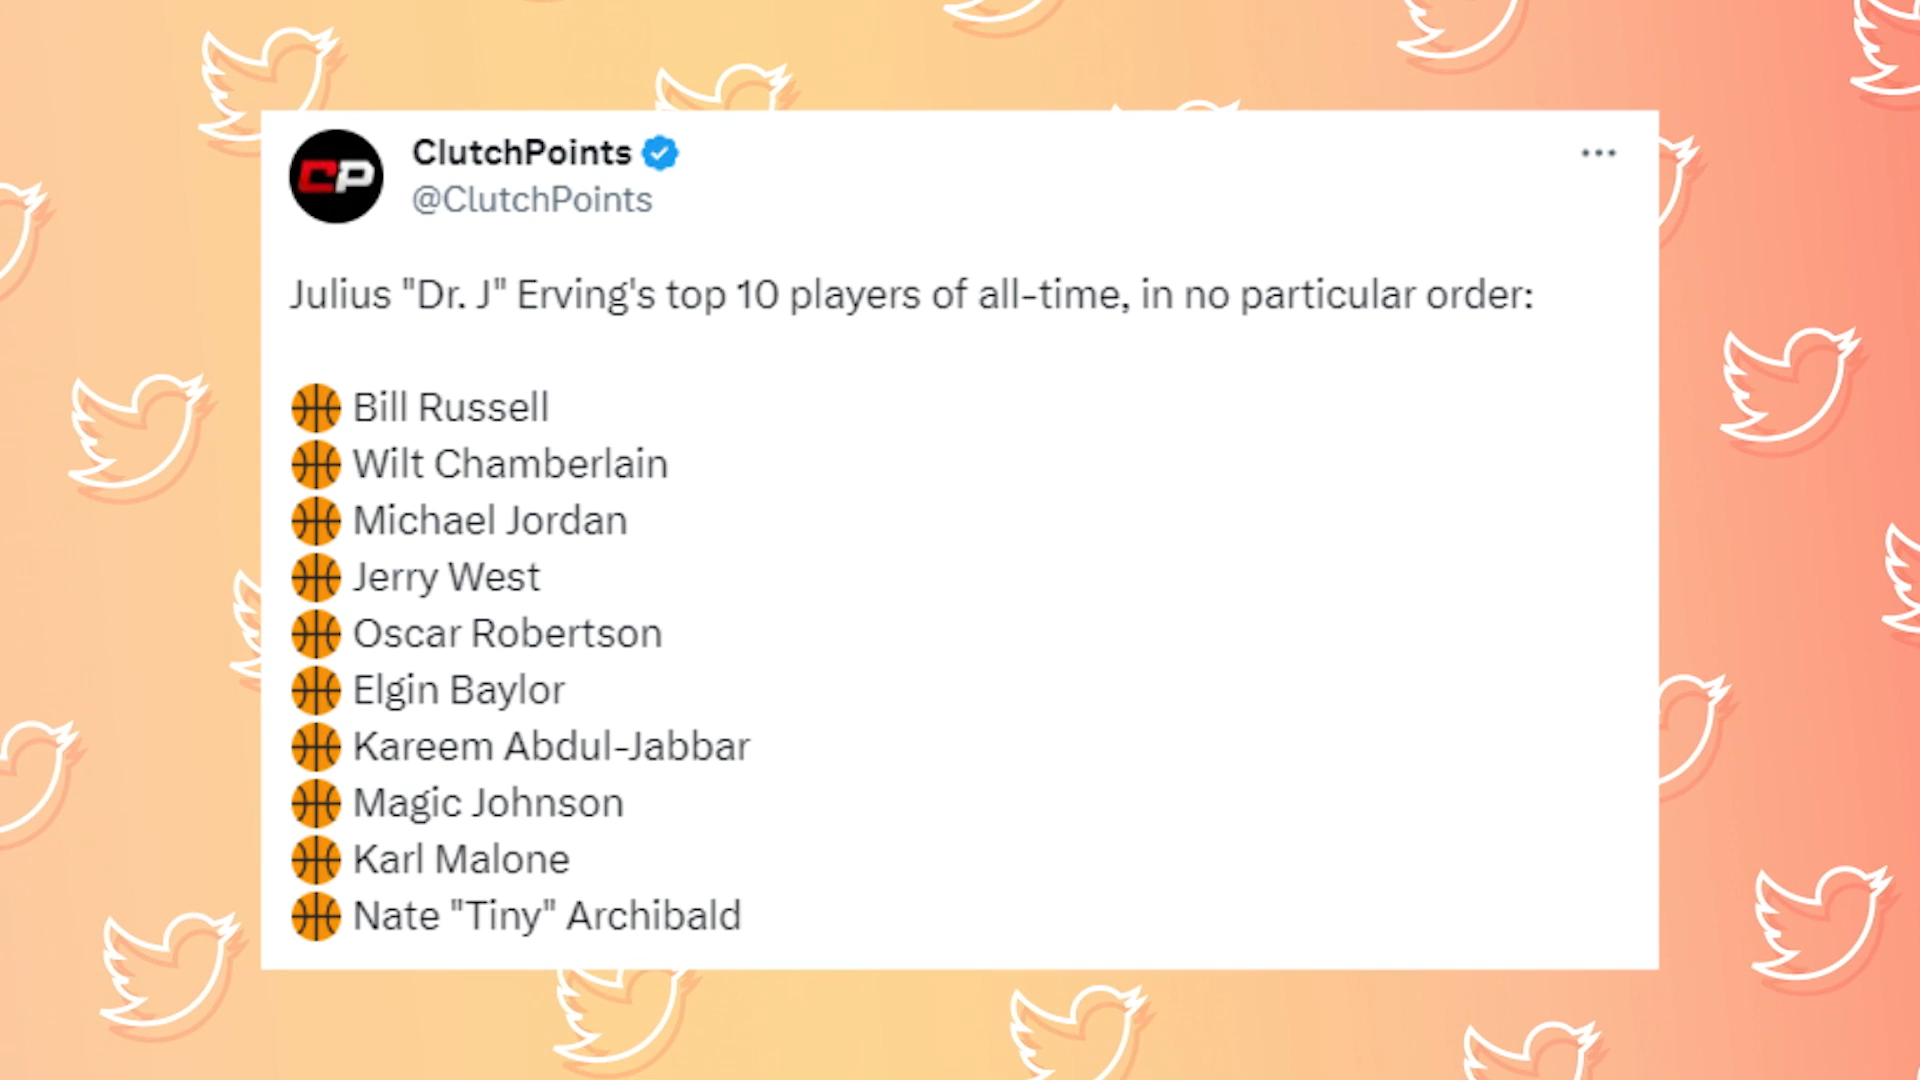 CP
ClutchPoints
@ClutchPoints
Julius "Dr. J" Erving's top 10 players of all-time, in no particular order:
Bill Russell
Wilt Chamberlain
Michael Jordan
Jerry West
Oscar Robertson
Elgin Baylor
Kareem Abdul-Jabbar
Magic Johnson
Karl Malone
Nate "Tiny" Archibald